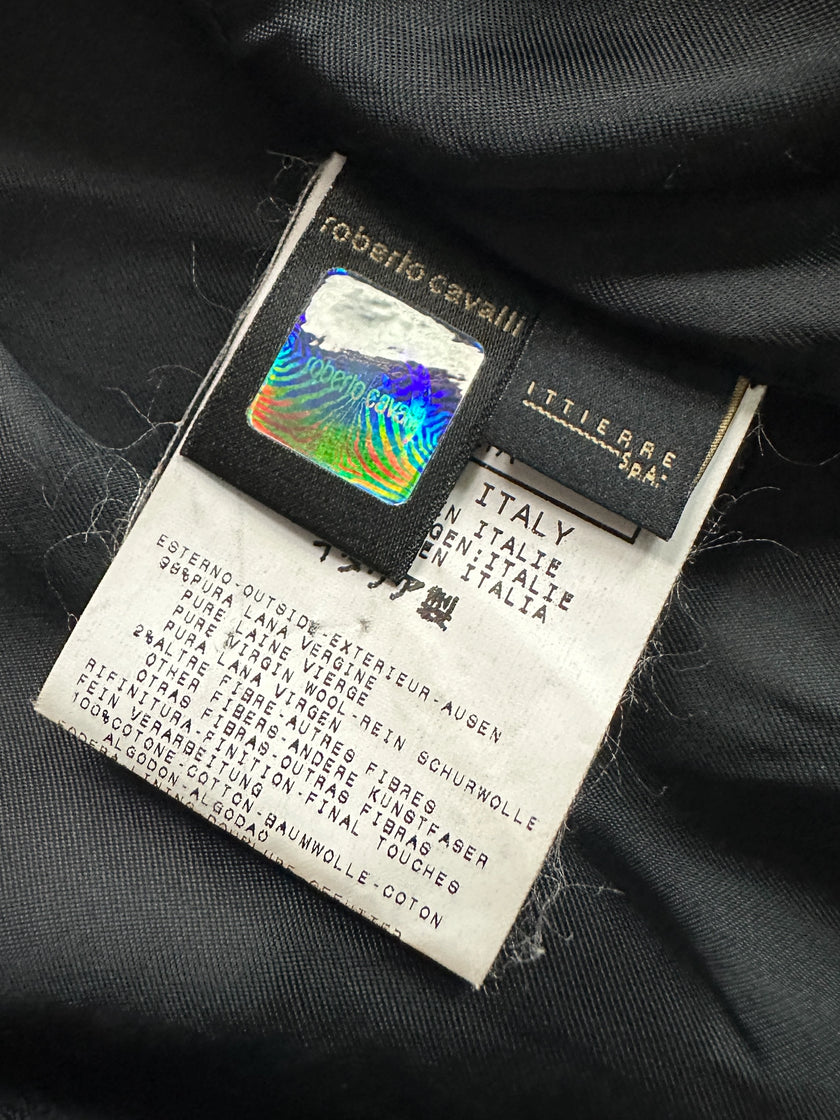 roberto cavalli
roberto cavalli
ITTIERRE
S.p.A.
ITALY
N ITALIE
GEN:ITALIE
EN ITALIA
イタリア製
ESTERNO-OUTSIDE-EXTERIEUR-AUSEN
98%PURA LANA VERGINE
PURE LAINE VIERGE
PURE VIRGIN WOOL-REIN SCHURWOLLE
PURA LANA VIRGEN
2%ALTRE FIBRE-AUTRES FIBRES
OTHER FIBERS-ANDERE KUNSTFASER
OTRAS FIBRAS-OUTRAS FIBRAS
RIFINITURA-FINITION-FINAL TOUCHES
FEIN VERARBEITUNG
100%COTONE-COTTON-BAUMWOLLE-COTON
ALGODON-ALGODAO